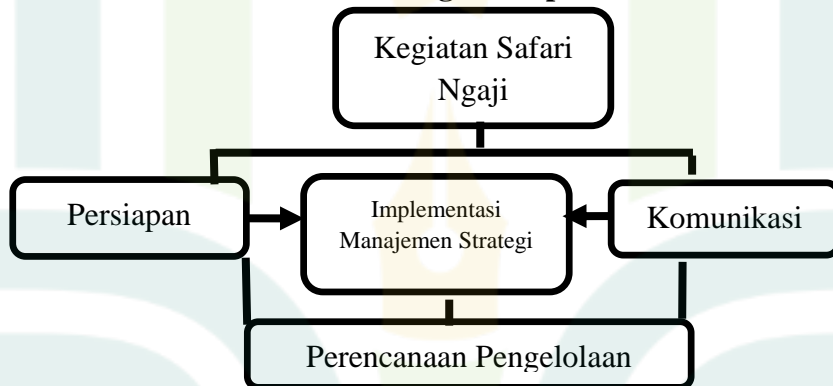 Kegiatan Safari
Ngaji
Persiapan
Implementasi
Manajemen Strategi
Komunikasi
Perencanaan Pengelolaan